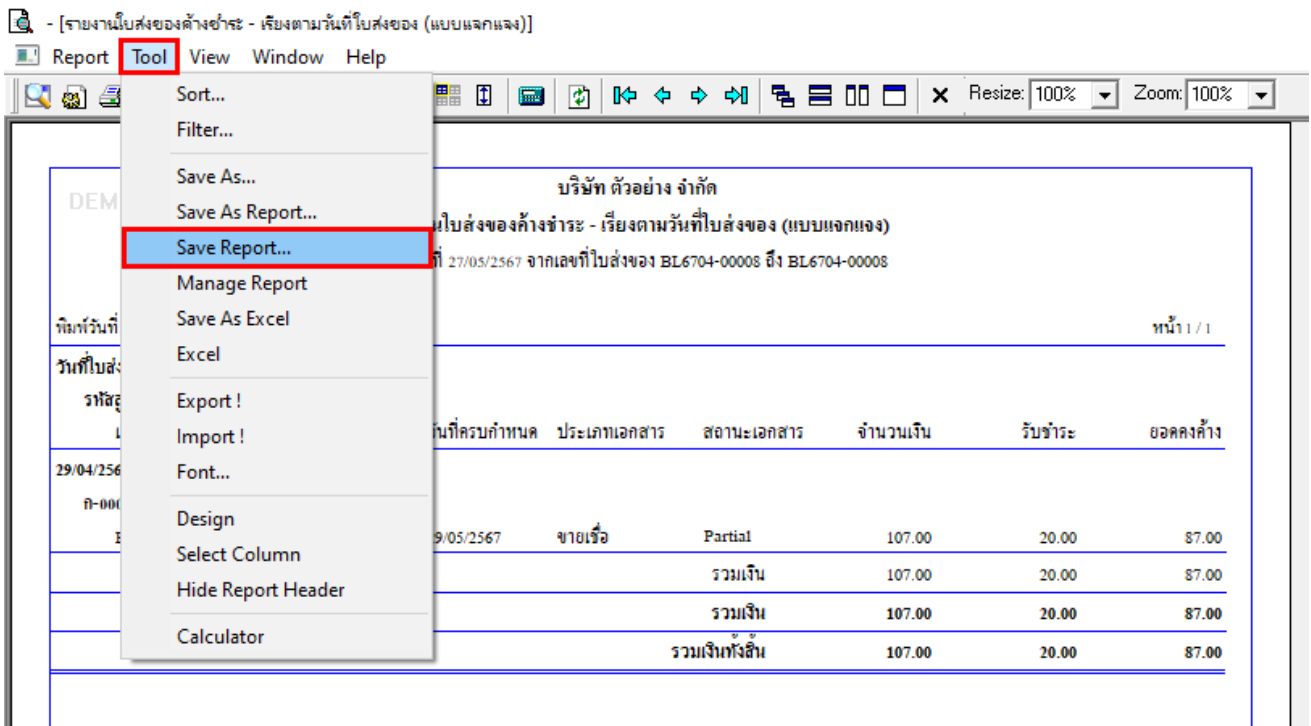 - [รายงานใบส่งของค้างชำระ - เรียงตามวันที่ใบส่งของ (แบบแจกแจง)]
Report Tool View Window Help
Resize: 100% Zoom: 100%
Sort...
Filter...
Save As...
Save As Report...
Save Report...
Manage Report
Save As Excel
Excel
Export !
Import !
Font...
Design
Select Column
Hide Report Header
Calculator
DEM
บริษัท ตัวอย่าง จำกัด
ใบส่งของค้างชำระ - เรียงตามวันที่ใบส่งของ (แบบแจกแจง)
ที่ 27/05/2567 จากเลขที่ใบส่งของ BL6704-00008 ถึง BL6704-00008
พิมพ์วันที่ หน้า 1 / 1
วันที่ใบส่ง
รหัสลู
วันที่ครบกำหนด ประเภทเอกสาร สถานะเอกสาร จำนวนเงิน รับชำระ ยอดคงค้าง
29/04/256
ก-000
9/05/2567 ขายเชื่อ Partial 107.00 20.00 87.00
รวมเงิน 107.00 20.00 87.00
รวมเงิน 107.00 20.00 87.00
รวมเงินทั้งสิ้น 107.00 20.00 87.00